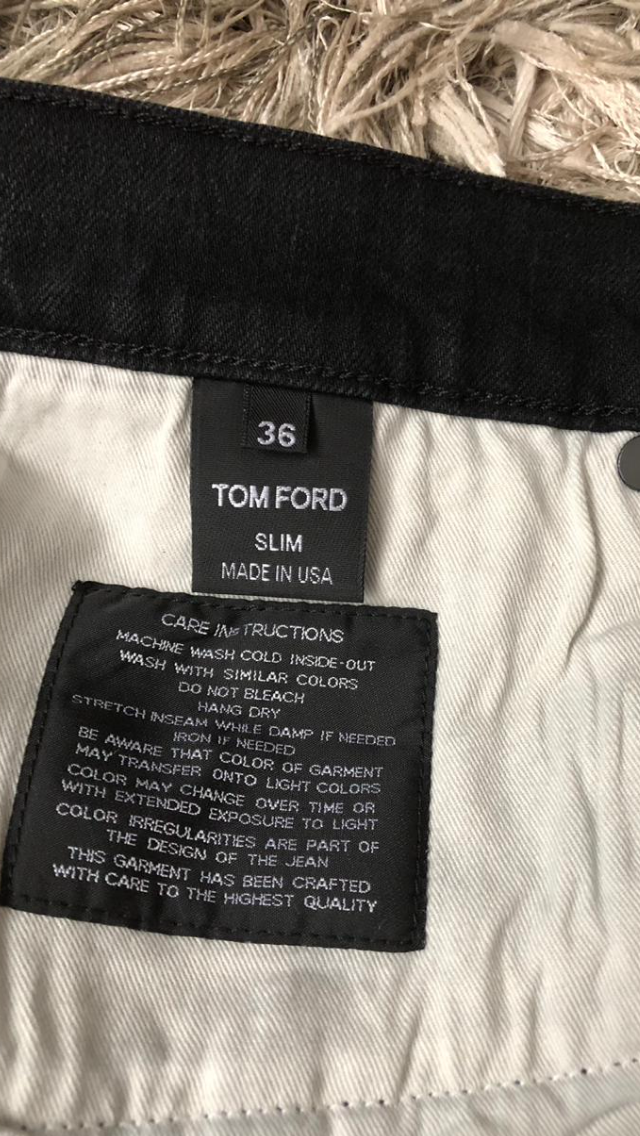 36
TOM FORD
SLIM
MADE IN USA
CARE INSTRUCTIONS
MACHINE WASH COLD INSIDE-OUT
WASH WITH SIMILAR COLORS
DO NOT BLEACH
HANG DRY
STRETCH INSEAM WHILE DAMP IF NEEDED
IRON IF NEEDED
BE AWARE THAT COLOR OF GARMENT
MAY TRANSFER ONTO LIGHT COLORS
COLOR MAY CHANGE OVER TIME OR
WITH EXTENDED EXPOSURE TO LIGHT
COLOR IRREGULARITIES ARE PART OF
THE DESIGN OF THE JEAN
THIS GARMENT HAS BEEN CRAFTED
WITH CARE TO THE HIGHEST QUALITY